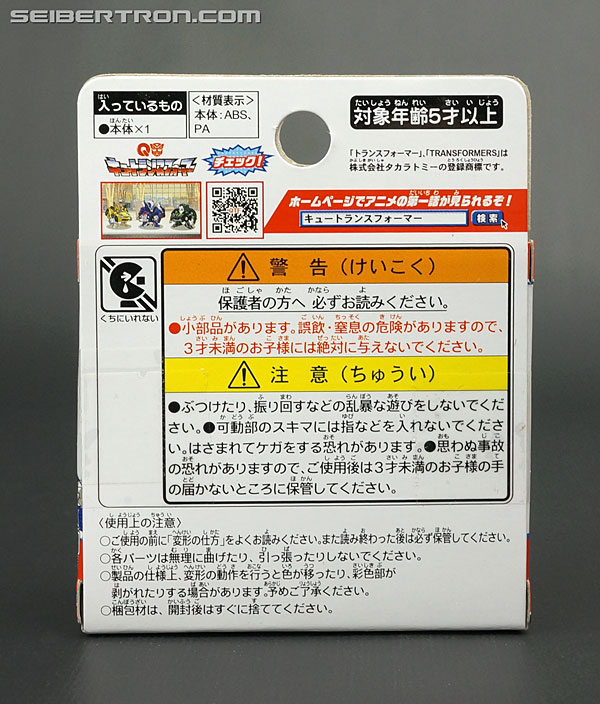 SEIBERTRON.COM
入っているもの
●本体×1
〈材質表示〉
本体:ABS、
PA
対象年齢5才以上
「トランスフォーマー」、「TRANSFORMERS」は
株式会社タカラトミーの登録商標です。
チェック!
ホームページでアニメの第一話が見られるぞ!
キュートランスフォーマー 検索
くちにいれない
警告(けいこく)
保護者の方へ 必ずお読みください。
●小部品があります。誤飲・窒息の危険がありますので、
3才未満のお子様には絶対に与えないでください。
注意(ちゅうい)
●ぶつけたり、振り回すなどの乱暴な遊びをしないでくだ
さい。●可動部のスキマには指などを入れないでくださ
い。はさまれてケガをする恐れがあります。●思わぬ事故
の恐れがありますので、ご使用後は3才未満のお子様の手
の届かないところに保管してください。
〈使用上の注意〉
○ご使用の前に「変形の仕方」をよくお読みください。また読み終わった後は必ず保管してください。
○各パーツは無理に曲げたり、引っ張ったりしないでください。
○製品の仕様上、変形の動作を行うと色が移ったり、彩色部が
剥がれたりする場合があります。予めご了承ください。
○梱包材は、開封後はすぐに捨ててください。